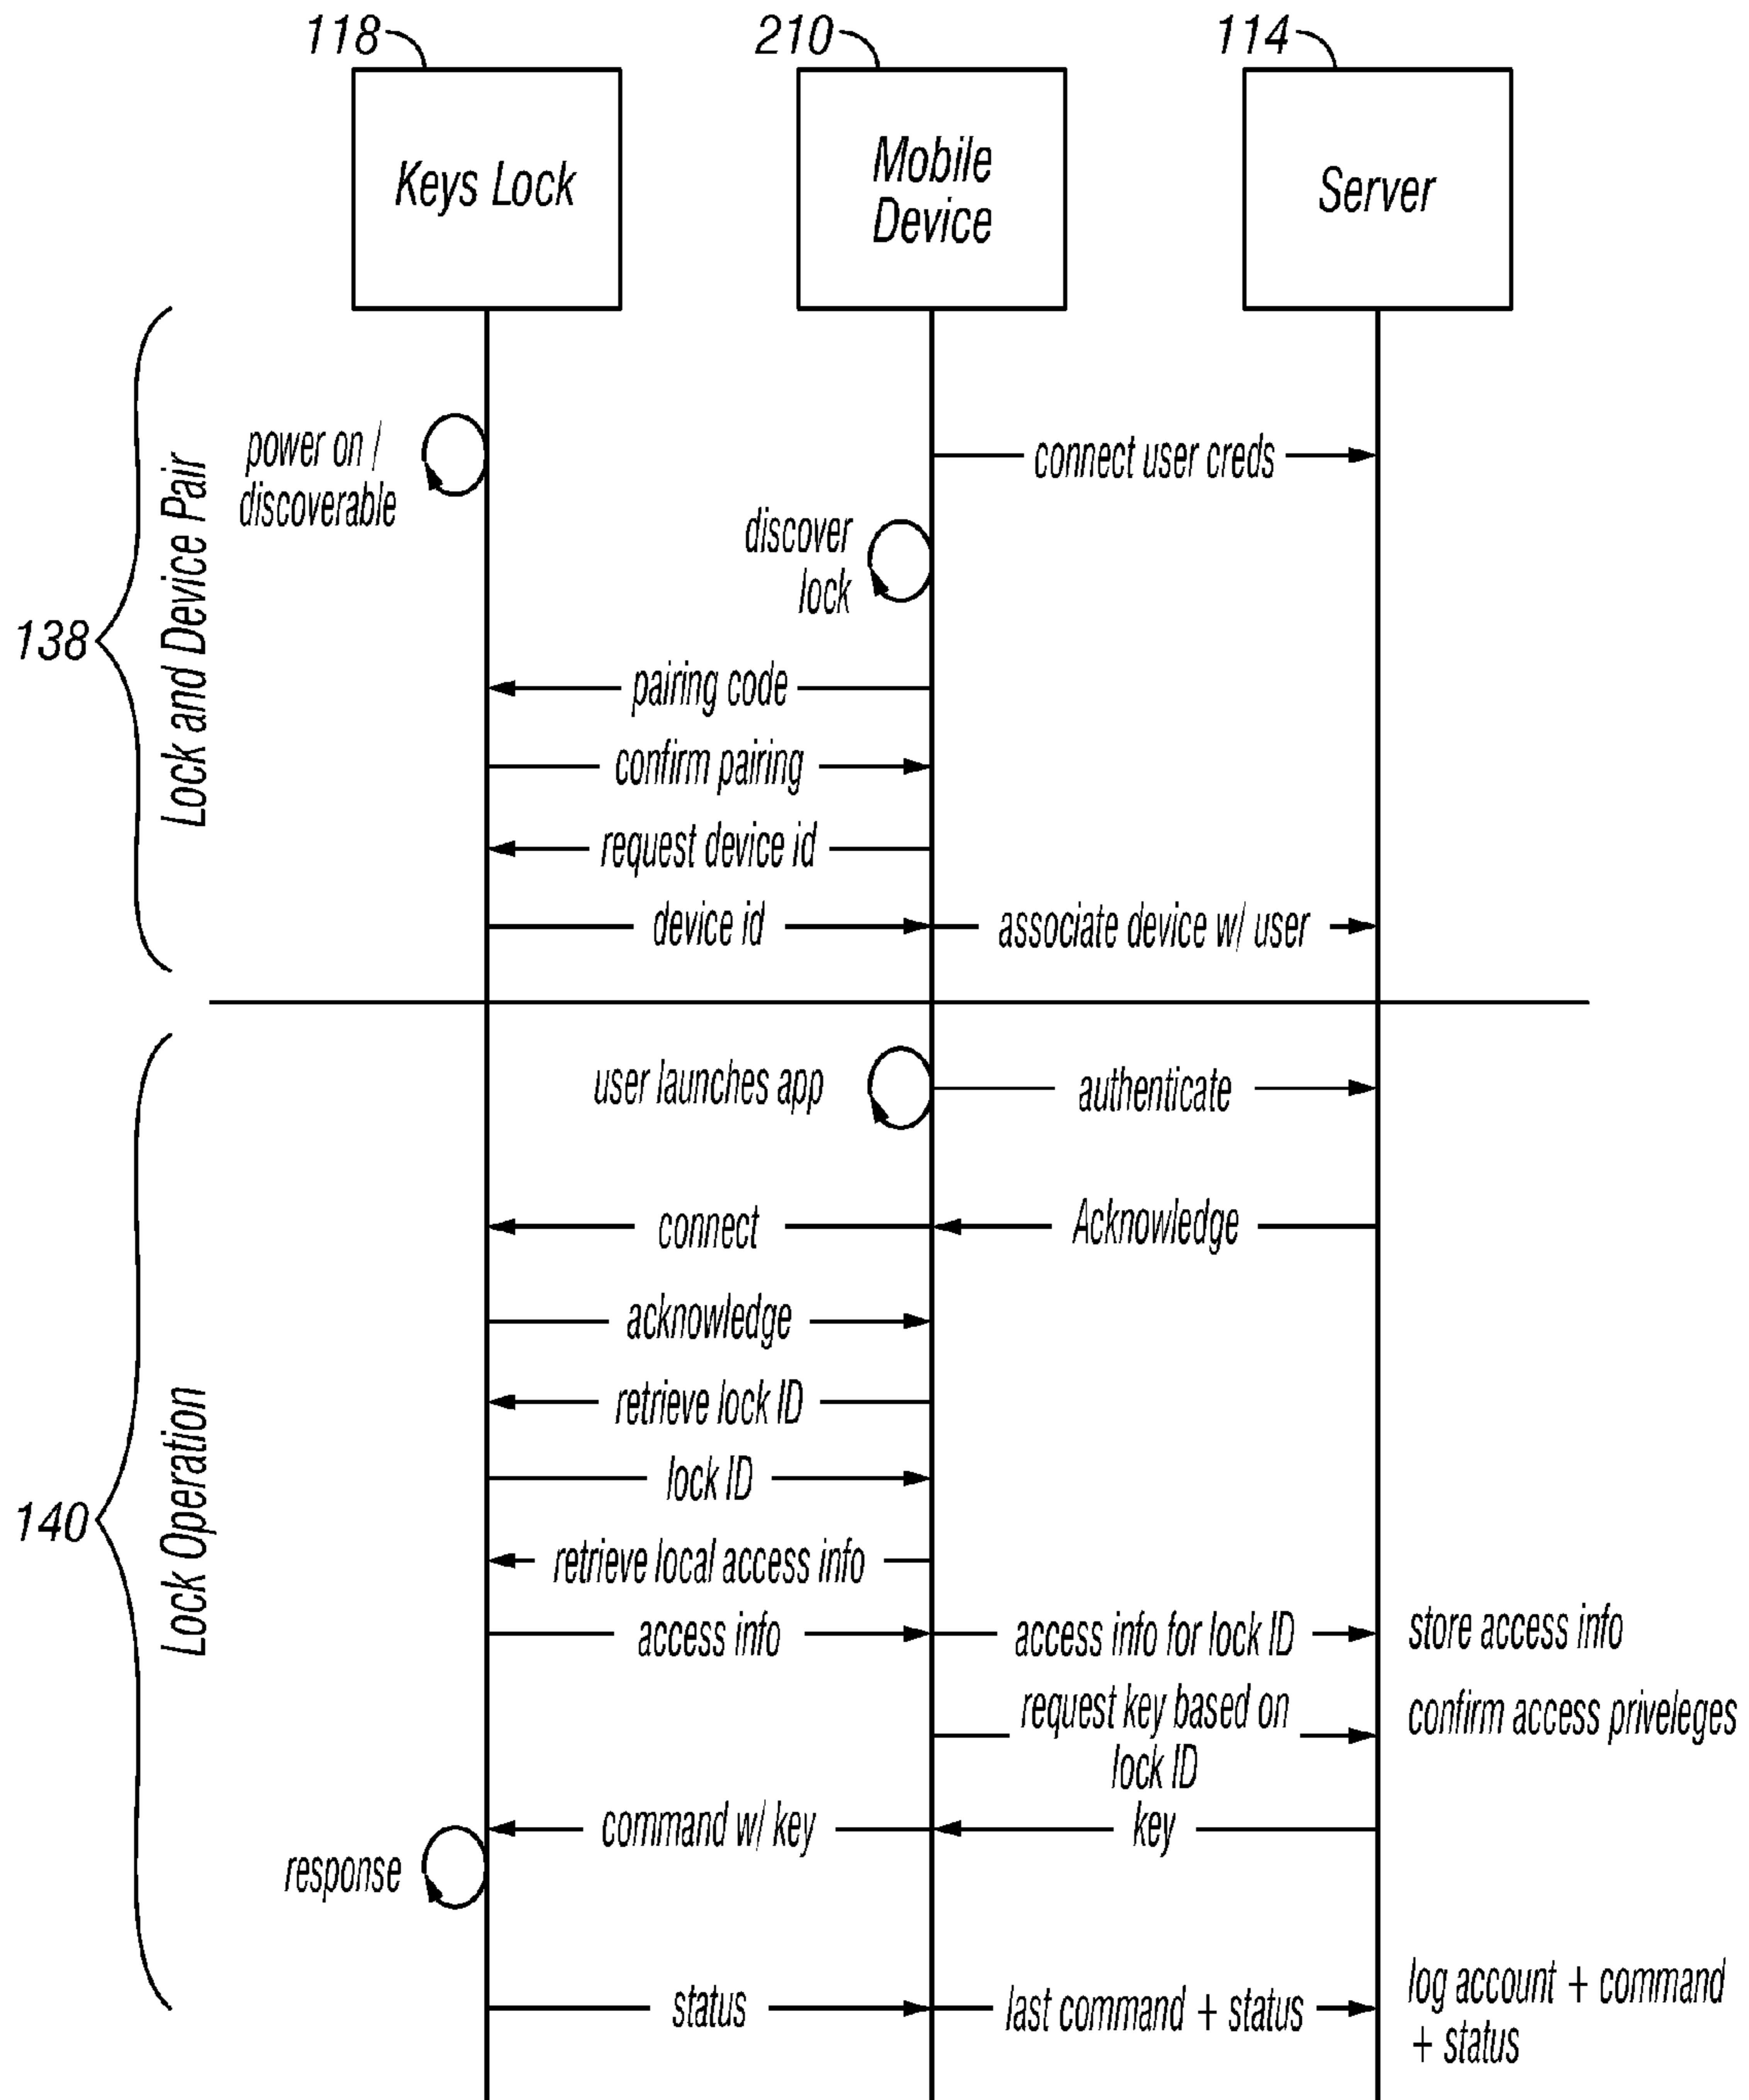 118
210
114
Keys Lock
Mobile
Device
Server
138
Lock and Device Pair
power on /
discoverable
connect user creds
discover
lock
pairing code
confirm pairing
request device id
device id
associate device w/ user
140
Lock Operation
user launches app
authenticate
connect
Acknowledge
acknowledge
retrieve lock ID
lock ID
retrieve local access info
access info
access info for lock ID
store access info
request key based on
lock ID
confirm access priveleges
command w/ key
key
response
status
last command + status
log account + command
+ status